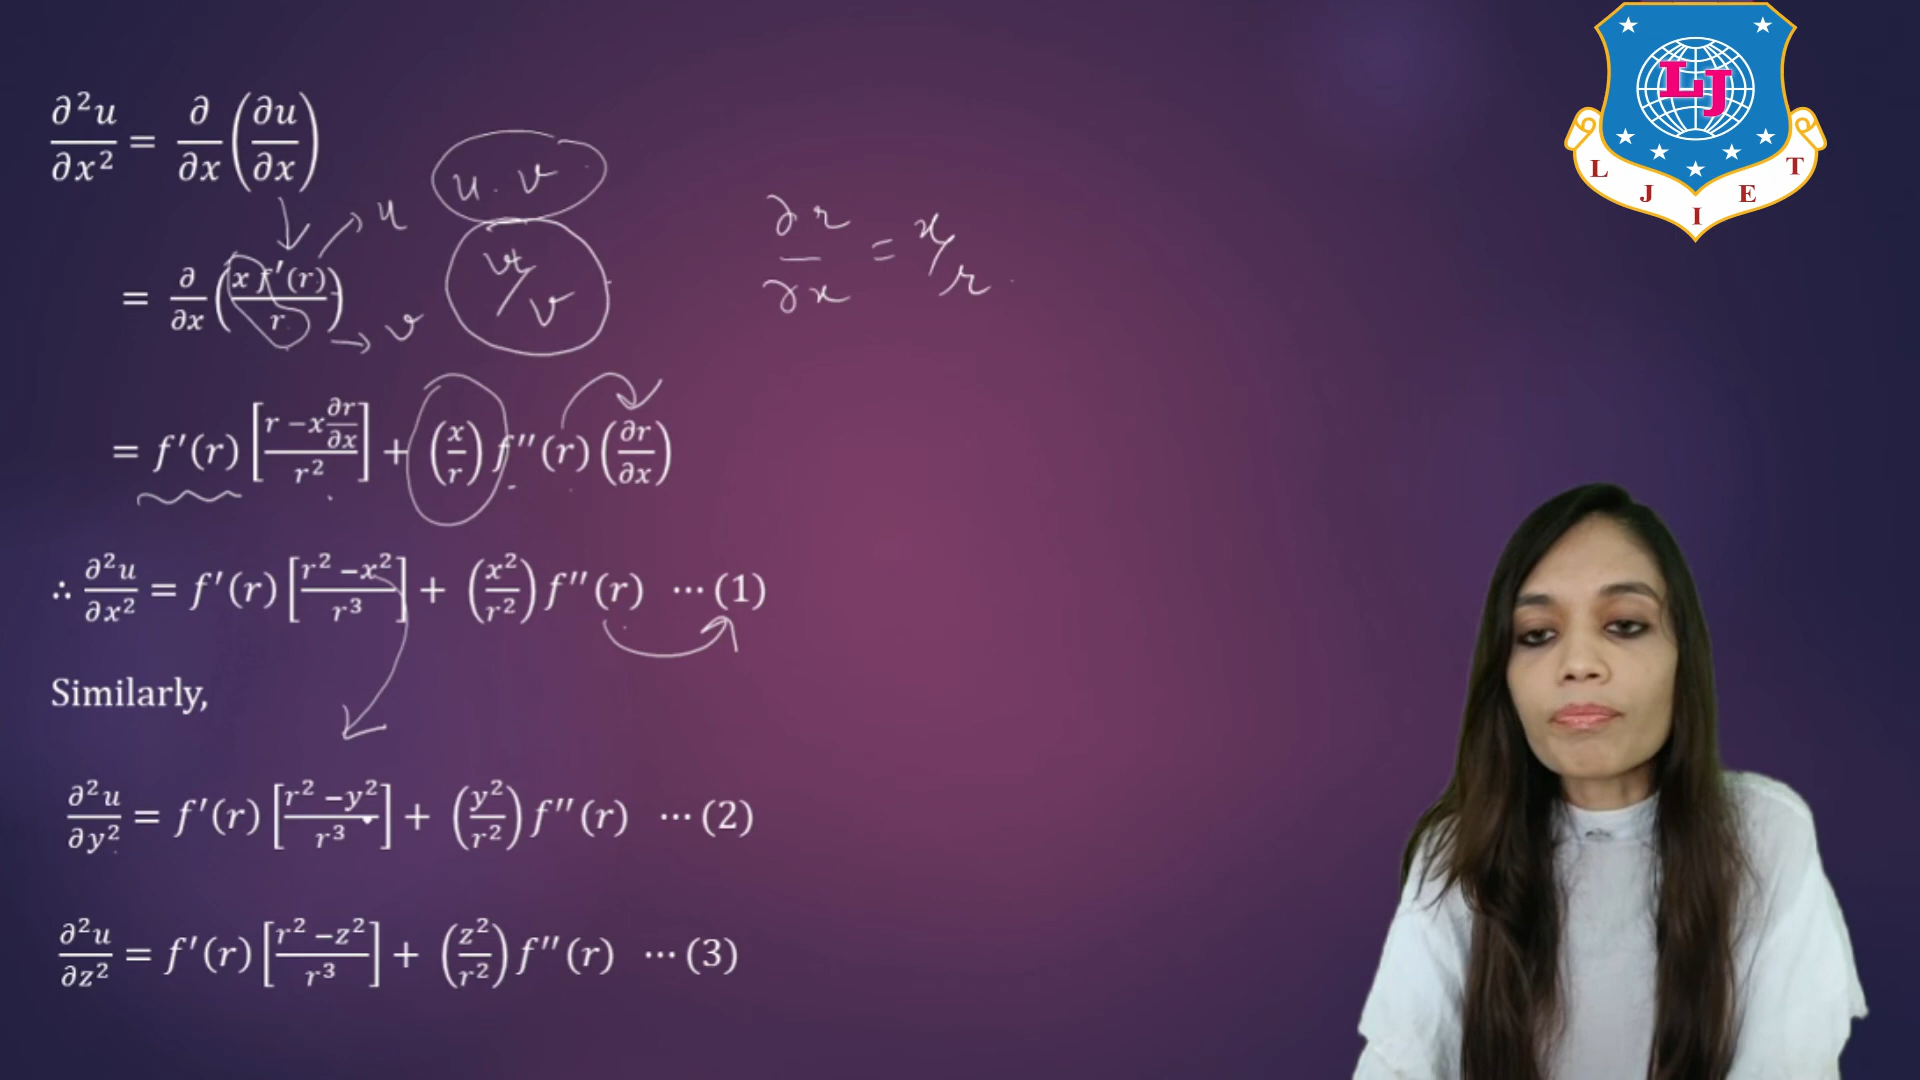 ∂²u/∂x² = ∂/∂x (∂u/∂x)
u . v
→ u
u/v
∂r/∂x = x/r
= ∂/∂x (x f′(r)/r)
→ v
= f′(r) [(r − x ∂r/∂x)/r²] + (x/r) f″(r) (∂r/∂x)
∴ ∂²u/∂x² = f′(r) [(r² − x²)/r³] + (x²/r²) f″(r) ⋯ (1)
Similarly,
∂²u/∂y² = f′(r) [(r² − y²)/r³] + (y²/r²) f″(r) ⋯ (2)
∂²u/∂z² = f′(r) [(r² − z²)/r³] + (z²/r²) f″(r) ⋯ (3)
LJ
L J I E T